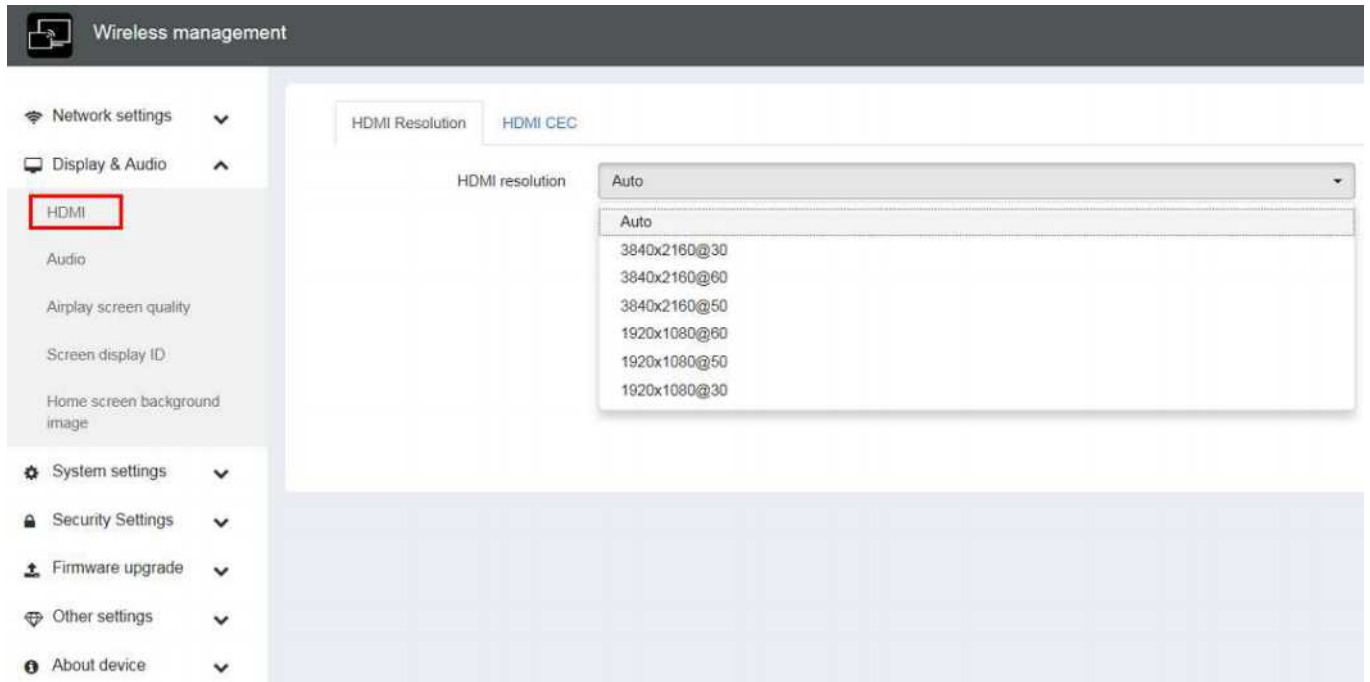 Wireless management
Network settings
Display & Audio
HDMI
Audio
Airplay screen quality
Screen display ID
Home screen background
image
System settings
Security Settings
Firmware upgrade
Other settings
About device
HDMI Resolution
HDMI CEC
HDMI resolution
Auto
Auto
3840x2160@30
3840x2160@60
3840x2160@50
1920x1080@60
1920x1080@50
1920x1080@30